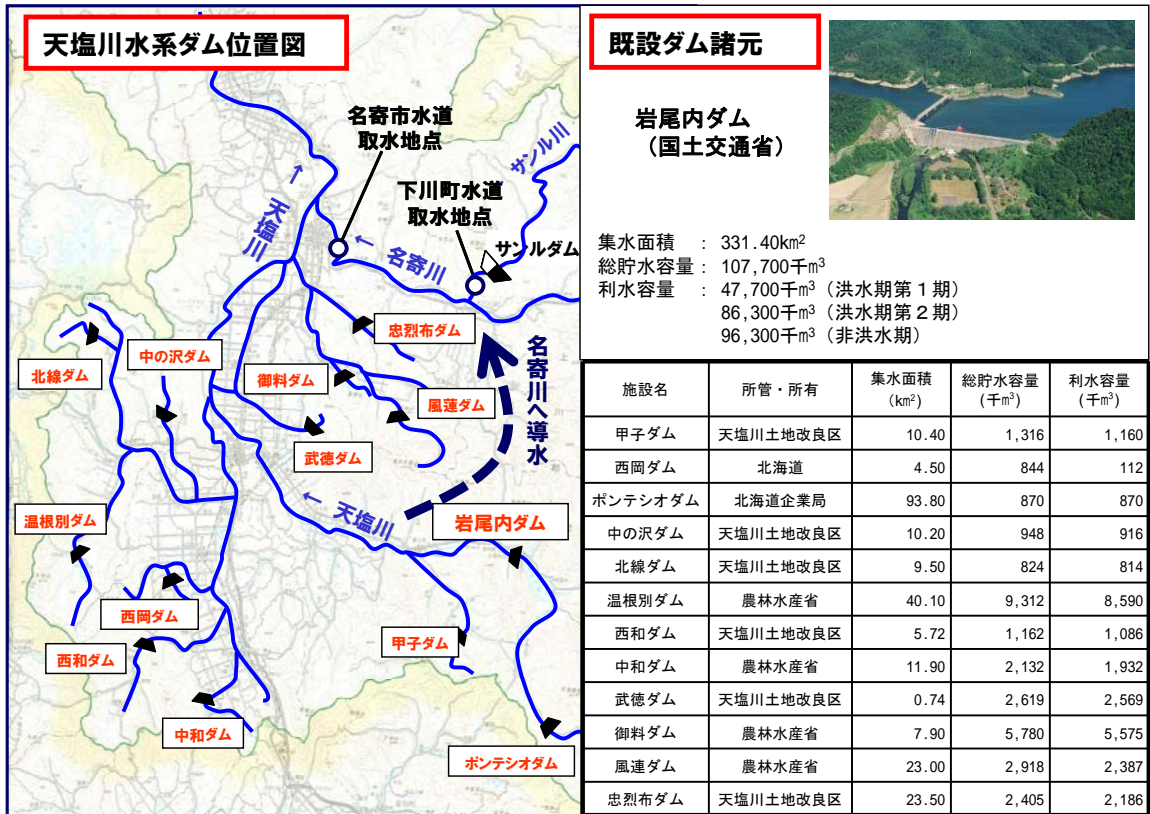 天塩川水系ダム位置図
名寄市水道
取水地点
サンル川
下川町水道
取水地点
サンルダム
← 名寄川
← 天塩川
忠烈布ダム
中の沢ダム
北線ダム
御料ダム
風蓮ダム
名寄川へ導水
武徳ダム
← 天塩川
岩尾内ダム
温根別ダム
西岡ダム
甲子ダム
西和ダム
中和ダム
ポンテシオダム
既設ダム諸元
岩尾内ダム
（国土交通省）
集水面積 : 331.40km²
総貯水容量 : 107,700千m³
利水容量 : 47,700千m³（洪水期第1期）
86,300千m³（洪水期第2期）
96,300千m³（非洪水期）
施設名 所管・所有 集水面積 (km²) 総貯水容量 (千m³) 利水容量 (千m³)
甲子ダム 天塩川土地改良区 10.40 1,316 1,160
西岡ダム 北海道 4.50 844 112
ポンテシオダム 北海道企業局 93.80 870 870
中の沢ダム 天塩川土地改良区 10.20 948 916
北線ダム 天塩川土地改良区 9.50 824 814
温根別ダム 農林水産省 40.10 9,312 8,590
西和ダム 天塩川土地改良区 5.72 1,162 1,086
中和ダム 農林水産省 11.90 2,132 1,932
武徳ダム 天塩川土地改良区 0.74 2,619 2,569
御料ダム 農林水産省 7.90 5,780 5,575
風連ダム 農林水産省 23.00 2,918 2,387
忠烈布ダム 天塩川土地改良区 23.50 2,405 2,186